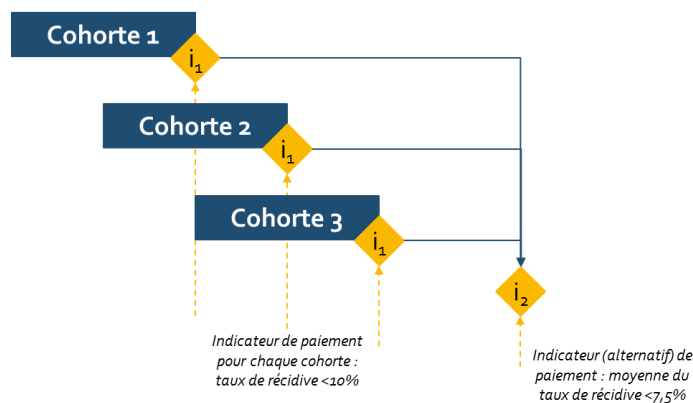 Cohorte 1
i1
Cohorte 2
i1
Cohorte 3
i1
i2
Indicateur de paiement
pour chaque cohorte :
taux de récidive <10%
Indicateur (alternatif) de
paiement : moyenne du
taux de récidive <7,5%